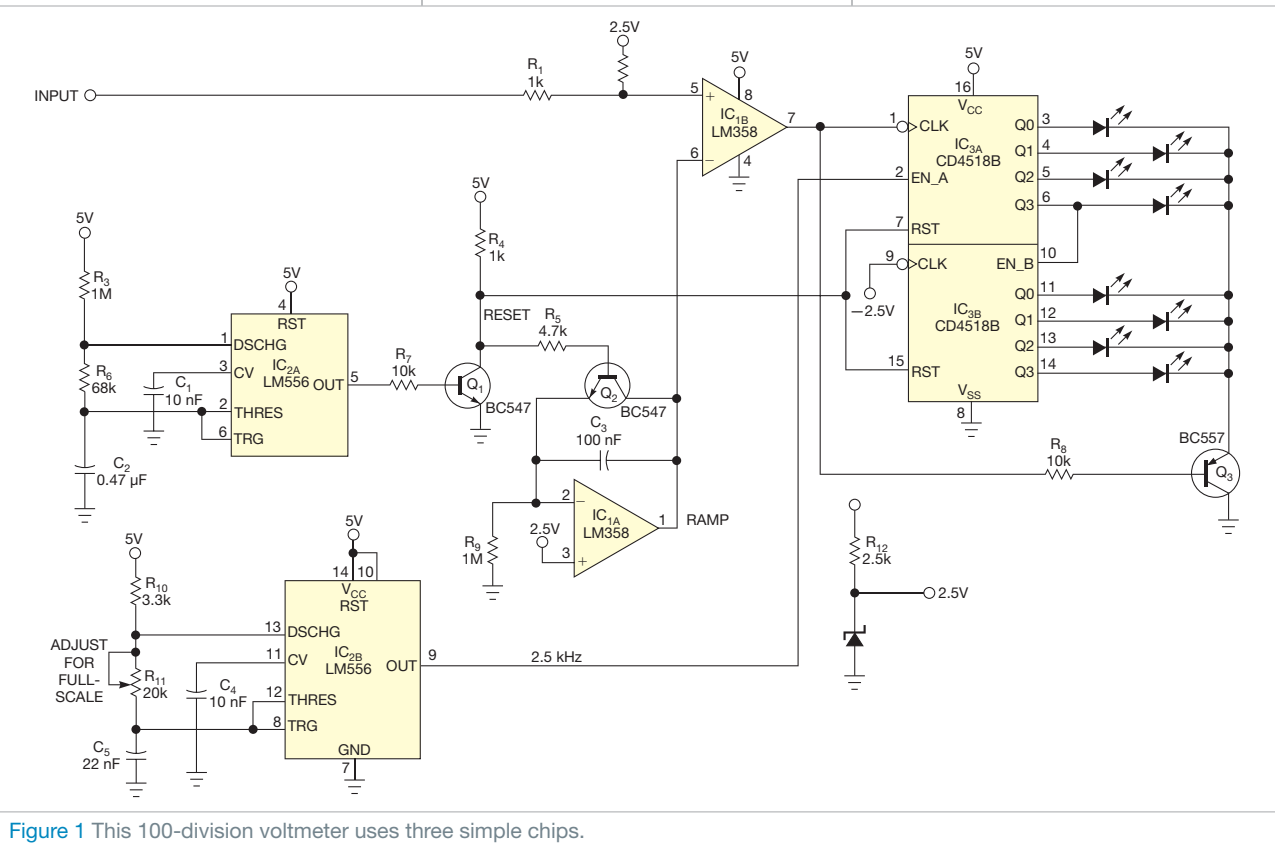 2.5V
5V
R1
1k
INPUT
5
+
8
IC1B
LM358
7
6
−
4
5V
16
VCC
1
CLK
Q0
3
IC3A
CD4518B
Q1
4
2
EN_A
Q2
5
Q3
6
7
RST
9
CLK
EN_B
10
−2.5V
Q0
11
IC3B
CD4518B
Q1
12
Q2
13
15
RST
Q3
14
VSS
8
5V
R4
1k
RESET
R5
4.7k
5V
R3
1M
5V
4
RST
1
DSCHG
3
CV
IC2A
LM556
OUT
5
R6
68k
C1
10 nF
2
THRES
6
TRG
C2
0.47 µF
R7
10k
Q1
BC547
Q2
BC547
C3
100 nF
2
−
IC1A
LM358
1
RAMP
2.5V
3
+
R9
1M
R8
10k
BC557
Q3
R12
2.5k
2.5V
5V
R10
3.3k
5V
14
10
VCC
RST
13
DSCHG
ADJUST
FOR
FULL-
SCALE
R11
20k
11
CV
IC2B
LM556
OUT
9
2.5 kHz
C4
10 nF
12
THRES
8
TRG
C5
22 nF
GND
7
Figure 1 This 100-division voltmeter uses three simple chips.